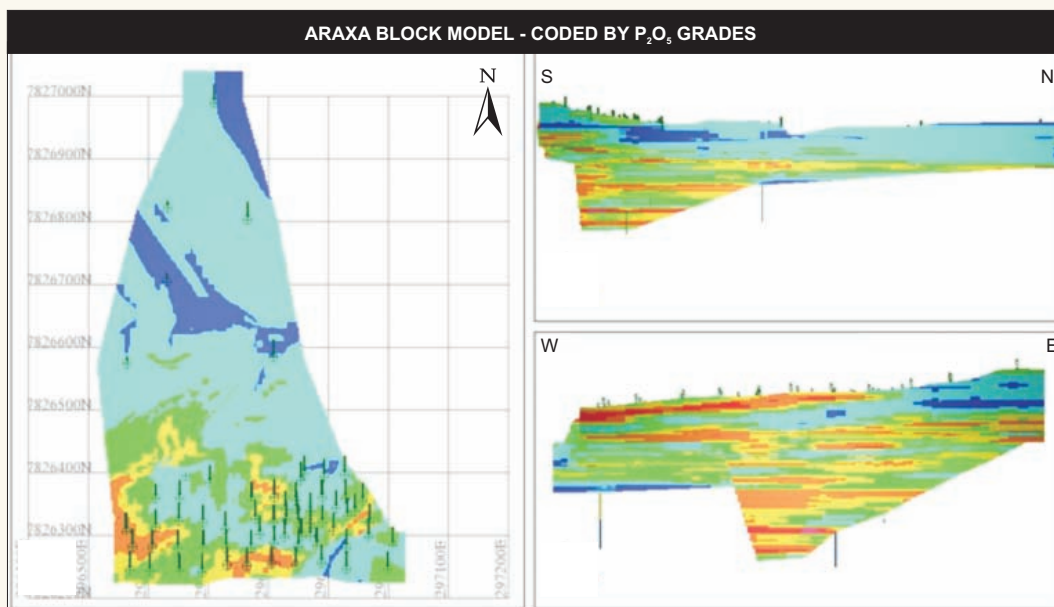 ARAXA BLOCK MODEL - CODED BY P₂O₅ GRADES
N
7827000N
7826900N
7826800N
7826700N
7826600N
7826500N
7826400N
7826300N
297100E
297200E
S N
W E